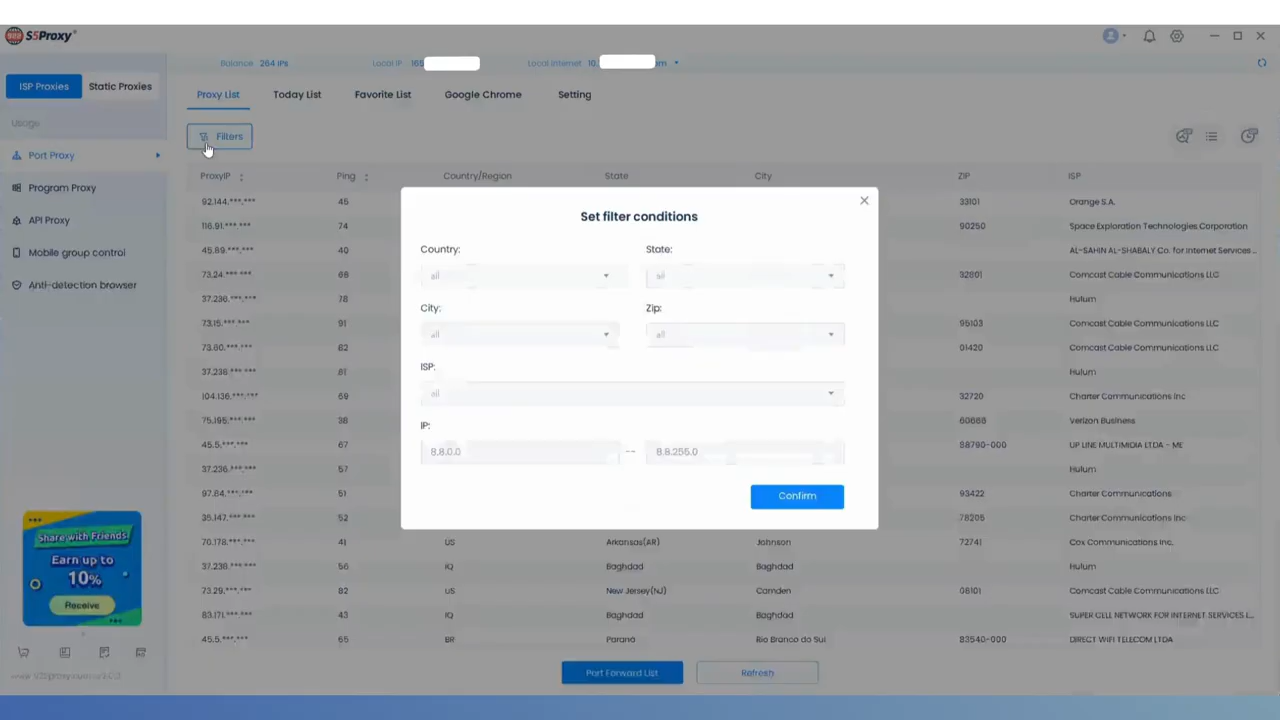 S5Proxy
Balance 264 IPs
Local IP 165
Local Internet 10.
ISP Proxies
Static Proxies
Usage
Port Proxy
Program Proxy
API Proxy
Mobile group control
Anti-detection browser
Share with Friends
Earn up to
10%
Receive
Proxy List Today List Favorite List Google Chrome Setting
Filters
ProxyIP Ping Country/Region State City ZIP ISP
92.144.***.*** 45 33101 Orange S.A.
116.91.***.*** 74 90250 Space Exploration Technologies Corporation
45.89.***.*** 40 AL-SAHIN AL-SHABALY Co. for Internet Services ...
73.24.***.*** 68 32801 Comcast Cable Communications LLC
37.236.***.*** 78 Hulum
73.15.***.*** 91 95103 Comcast Cable Communications LLC
73.60.***.*** 82 01420 Comcast Cable Communications LLC
37.238.***.*** 81 Hulum
104.136.***.*** 59 32720 Charter Communications Inc
75.195.***.*** 38 60668 Verizon Business
45.5.***.*** 67 88780-000 UP LINE MULTIMIDIA LTDA - ME
37.236.***.*** 57 Hulum
97.84.***.*** 51 93422 Charter Communications
35.147.***.*** 52 78205 Charter Communications Inc
70.178.***.*** 41 US Arkansas(AR) Johnson 72741 Cox Communications Inc.
37.238.***.*** 56 IQ Baghdad Baghdad Hulum
73.29.***.*** 82 US New Jersey(NJ) Camden 08101 Comcast Cable Communications LLC
83.171.***.*** 43 IQ Baghdad Baghdad SUPER CELL NETWORK FOR INTERNET SERVICES L...
45.5.***.*** 65 BR Paraná Rio Branco do Sul 83540-000 DIRECT WIFI TELECOM LTDA
Set filter conditions
Country: State:
all all
City: Zip:
all all
ISP:
all
IP:
8.8.0.0 -- 8.8.255.0
Confirm
Port Forward List Refresh